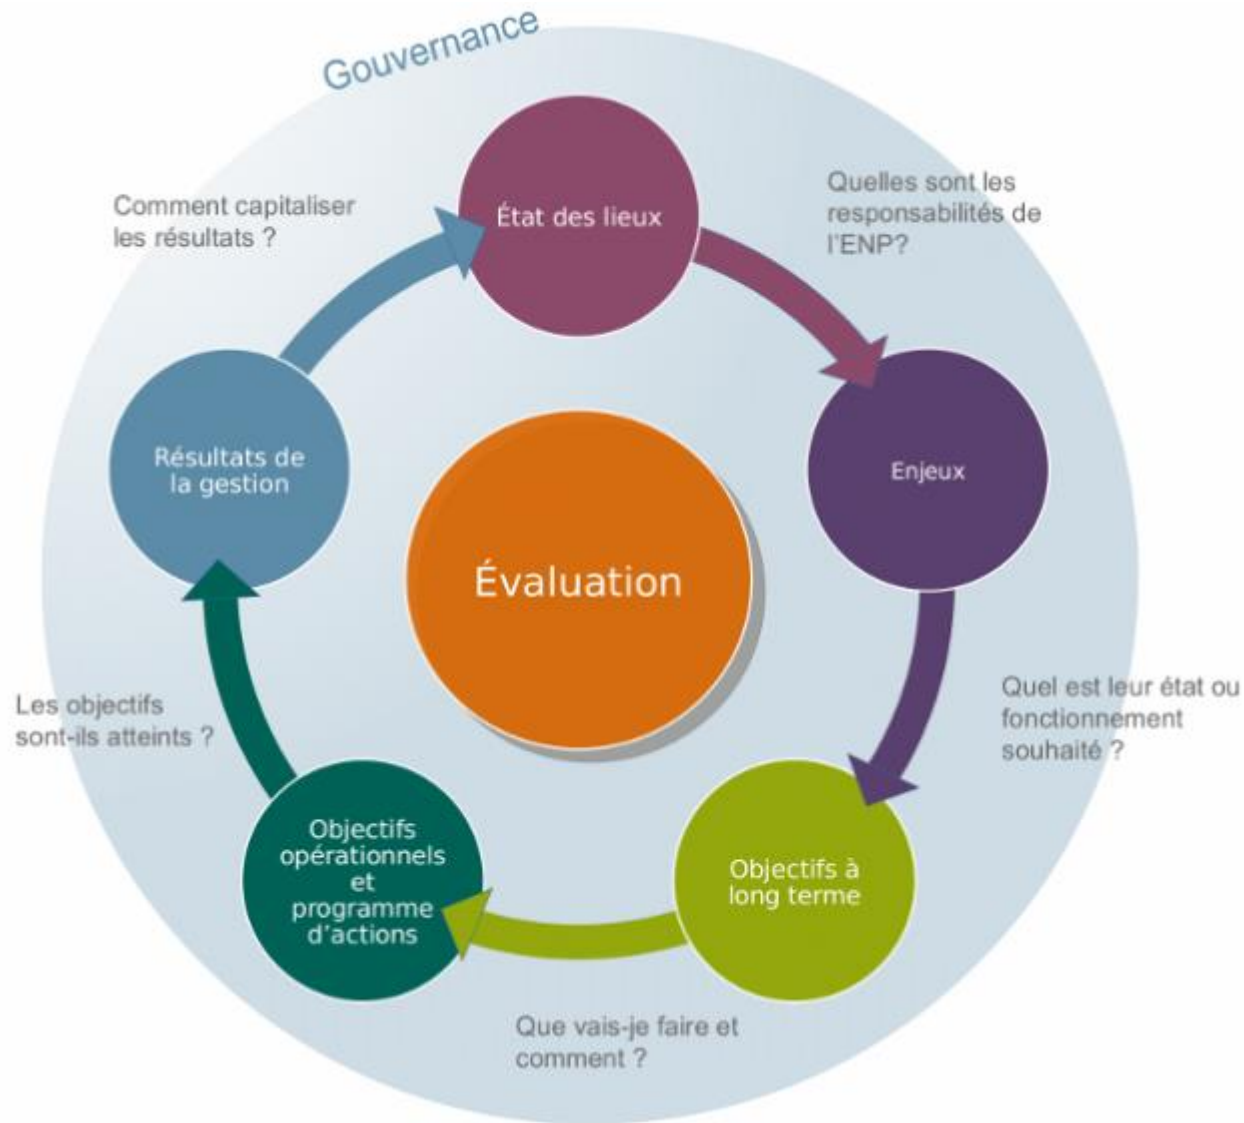 Gouvernance
État des lieux
Quelles sont les
responsabilités de
l'ENP?
Enjeux
Quel est leur état ou
fonctionnement
souhaité ?
Objectifs à
long terme
Que vais-je faire et
comment ?
Objectifs
opérationnels
et
programme
d'actions
Les objectifs
sont-ils atteints ?
Résultats de
la gestion
Comment capitaliser
les résultats ?
Évaluation